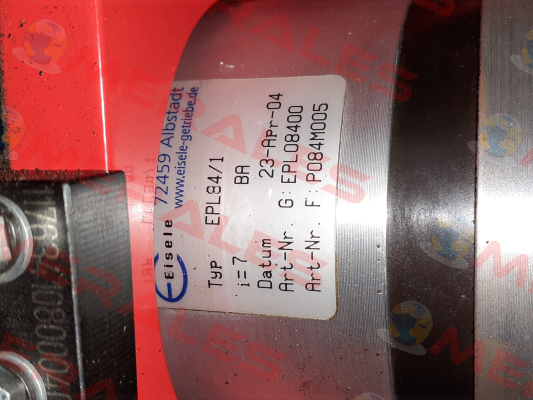 Eisele
72459 Albstadt
www.eisele-getriebe.de
Typ EPL84/1
i=7 BA
Datum 23-Apr-04
Art-Nr. G: EPL08400
Art-Nr. F: P084M005